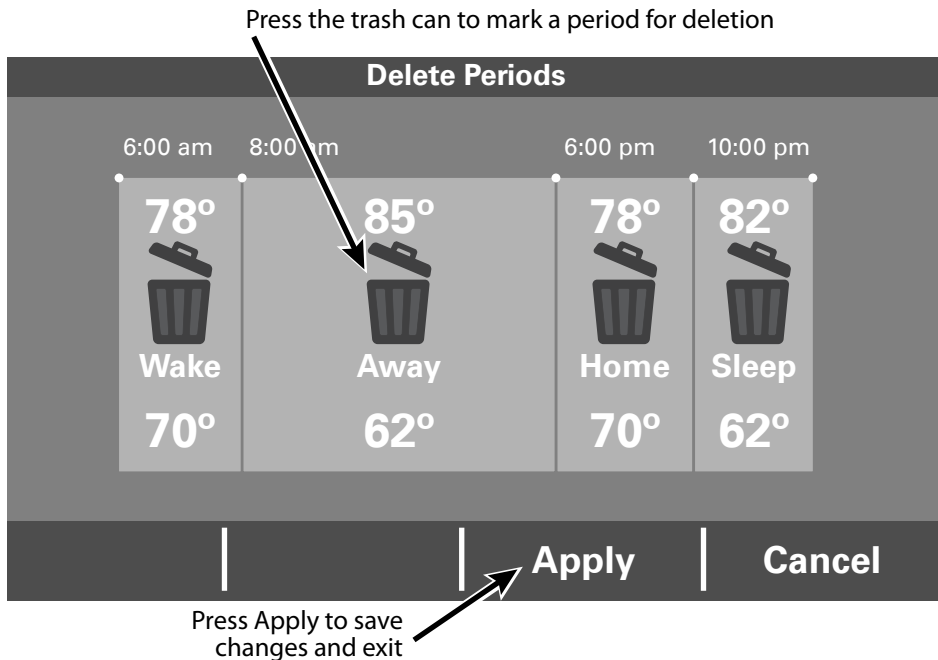 Press the trash can to mark a period for deletion
Delete Periods
6:00 am 8:00 am 6:00 pm 10:00 pm
78º 85º 78º 82º
Wake Away Home Sleep
70º 62º 70º 62º
Apply Cancel
Press Apply to save
changes and exit